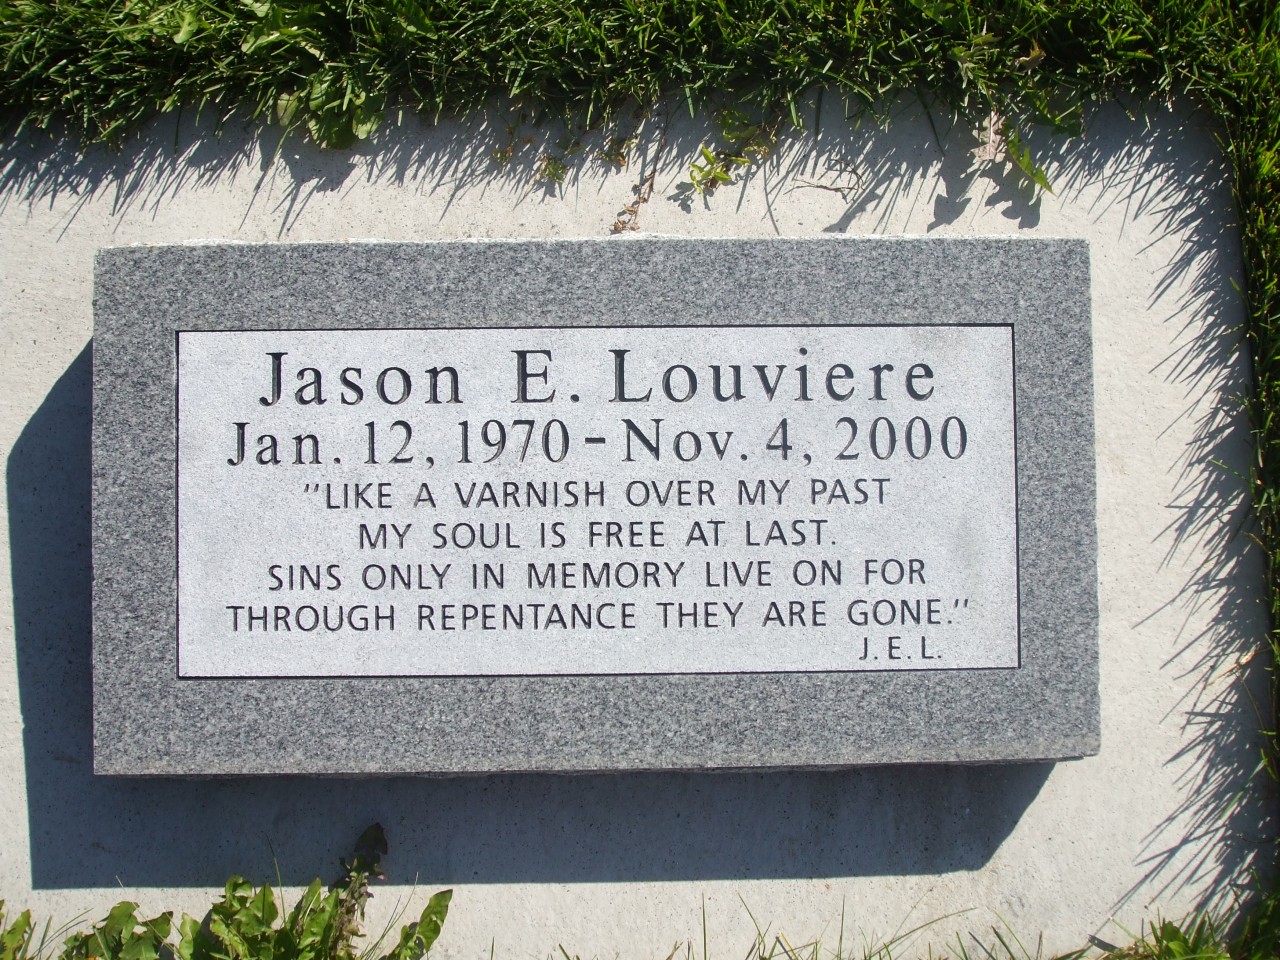 Jason E. Louviere
Jan. 12, 1970 - Nov. 4, 2000
"LIKE A VARNISH OVER MY PAST
MY SOUL IS FREE AT LAST.
SINS ONLY IN MEMORY LIVE ON FOR
THROUGH REPENTANCE THEY ARE GONE."
J.E.L.